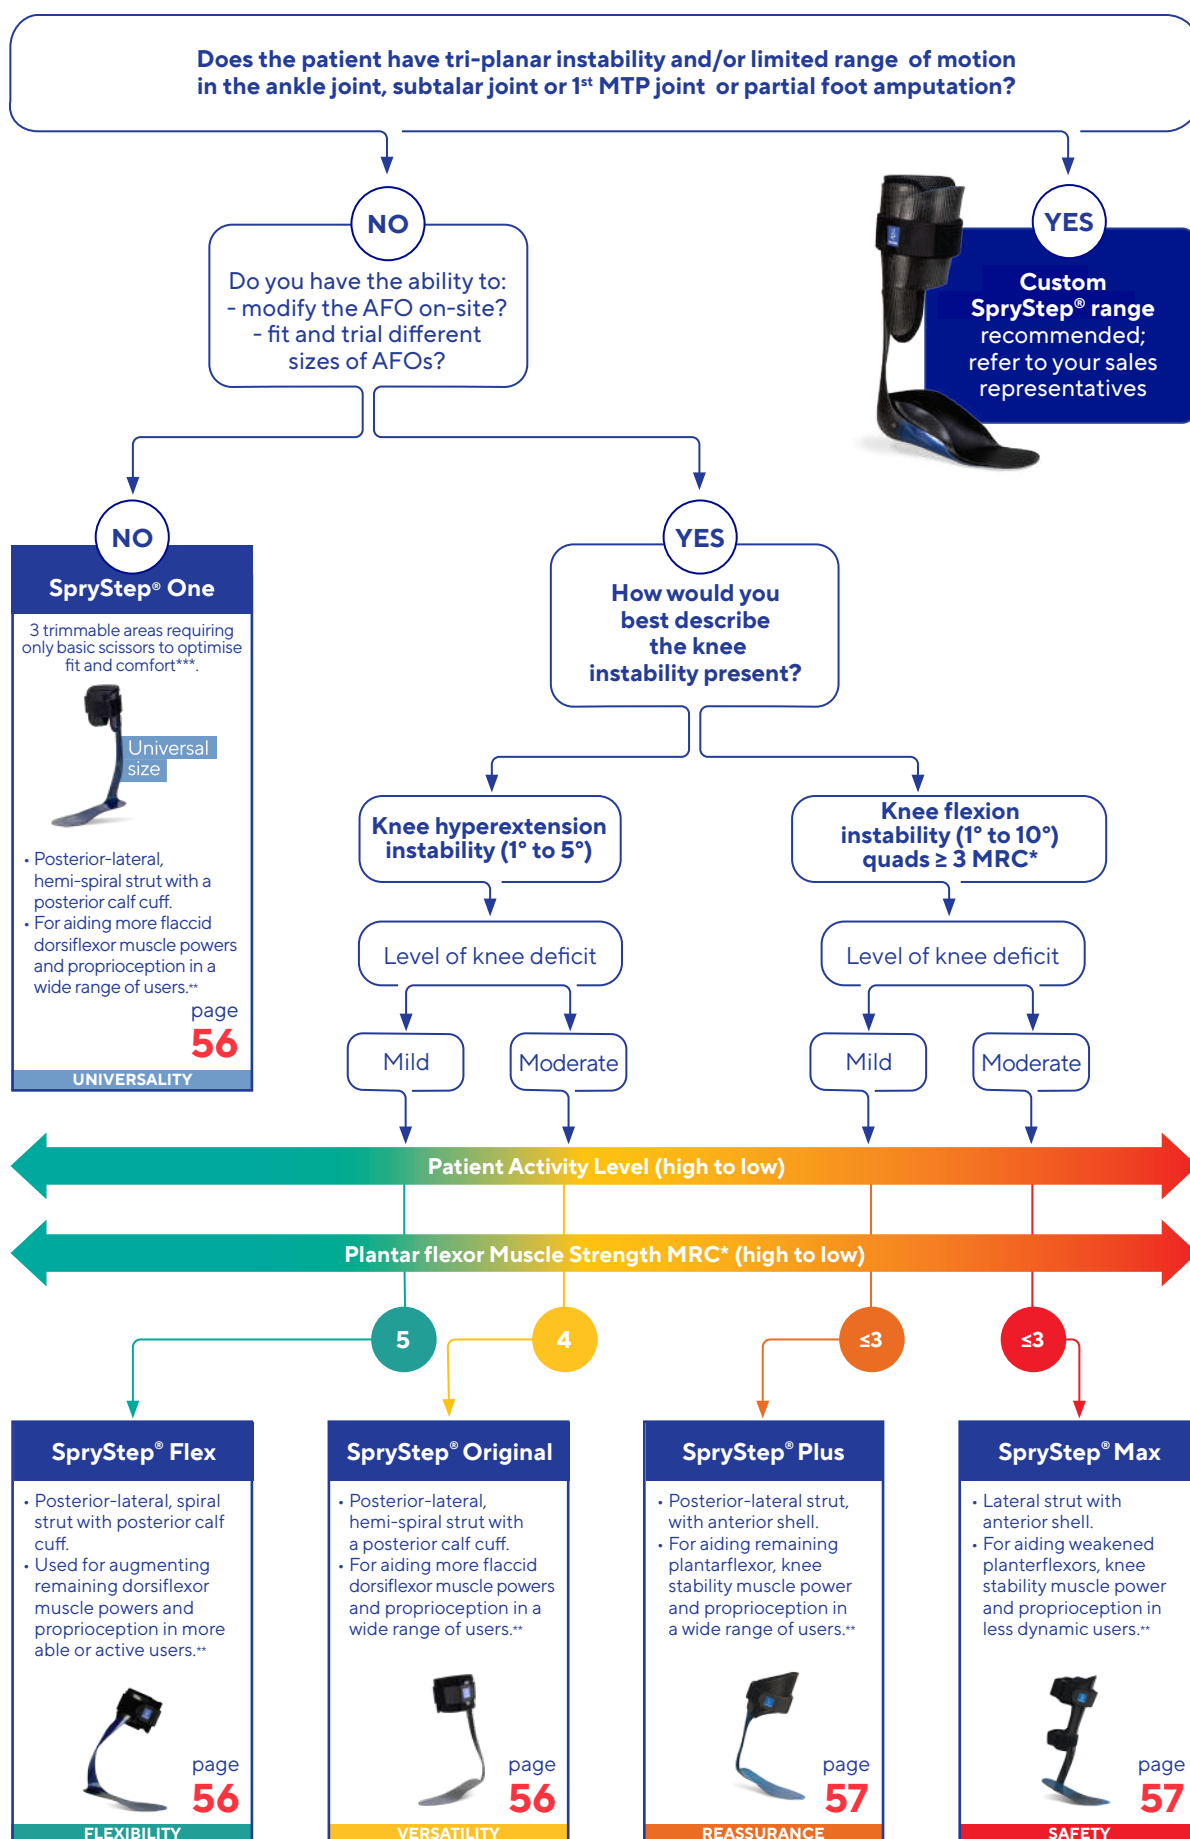 Does the patient have tri-planar instability and/or limited range of motion
in the ankle joint, subtalar joint or 1st MTP joint or partial foot amputation?
NO
Do you have the ability to:
- modify the AFO on-site?
- fit and trial different
sizes of AFOs?
YES
Custom
SpryStep® range
recommended;
refer to your sales
representatives
NO
SpryStep® One
3 trimmable areas requiring
only basic scissors to optimise
fit and comfort***.
Universal
size
• Posterior-lateral,
hemi-spiral strut with a
posterior calf cuff.
• For aiding more flaccid
dorsiflexor muscle powers
and proprioception in a
wide range of users.**
page
56
UNIVERSALITY
YES
How would you
best describe
the knee
instability present?
Knee hyperextension
instability (1° to 5°)
Knee flexion
instability (1° to 10°)
quads ≥ 3 MRC*
Level of knee deficit
Level of knee deficit
Mild
Moderate
Mild
Moderate
Patient Activity Level (high to low)
Plantar flexor Muscle Strength MRC* (high to low)
5
4
≤3
≤3
SpryStep® Flex
• Posterior-lateral, spiral
strut with posterior calf
cuff.
• Used for augmenting
remaining dorsiflexor
muscle powers and
proprioception in more
able or active users.**
page
56
FLEXIBILITY
SpryStep® Original
• Posterior-lateral,
hemi-spiral strut with
a posterior calf cuff.
• For aiding more flaccid
dorsiflexor muscle powers
and proprioception in a
wide range of users.**
page
56
VERSATILITY
SpryStep® Plus
• Posterior-lateral strut,
with anterior shell.
• For aiding remaining
plantarflexor, knee
stability muscle power
and proprioception in
a wide range of users.**
page
57
REASSURANCE
SpryStep® Max
• Lateral strut with
anterior shell.
• For aiding weakened
planterflexors, knee
stability muscle power
and proprioception in
less dynamic users.**
page
57
SAFETY